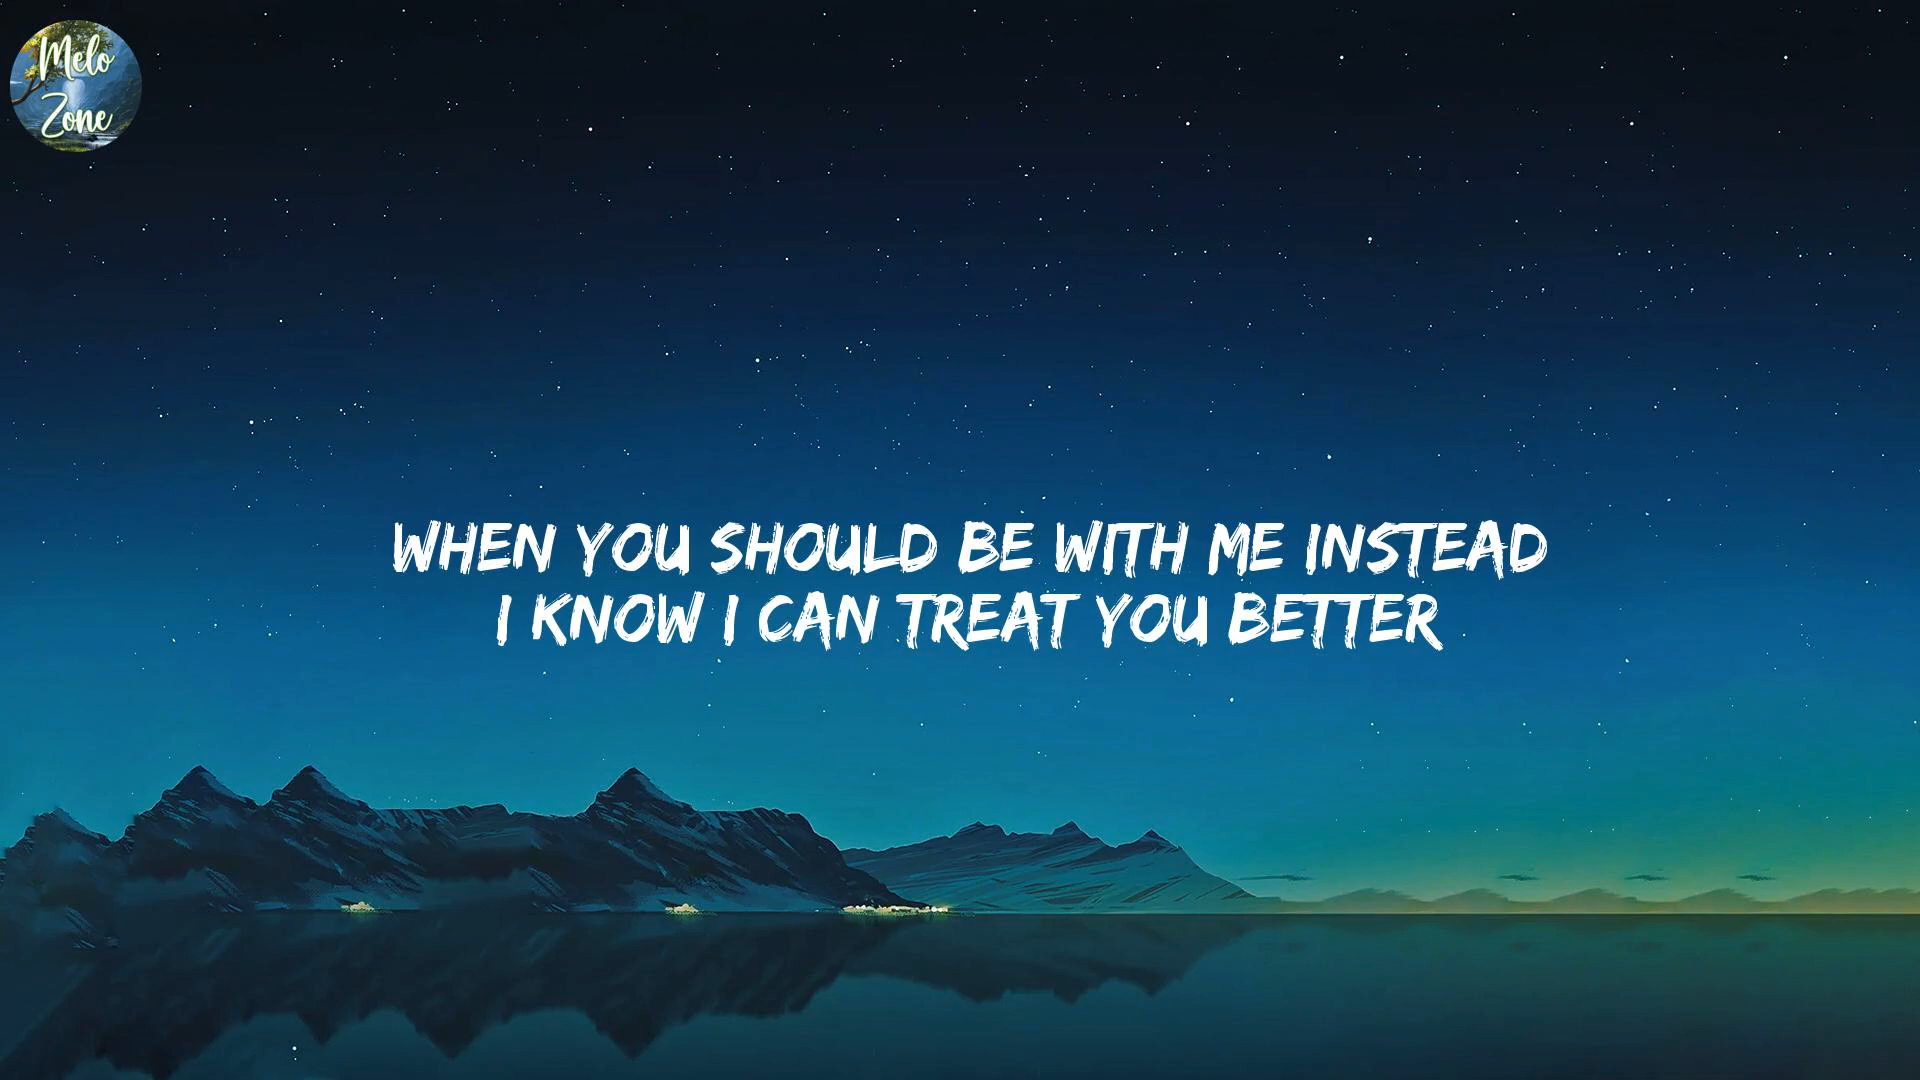 Melo
Zone
WHEN YOU SHOULD BE WITH ME INSTEAD
I KNOW I CAN TREAT YOU BETTER